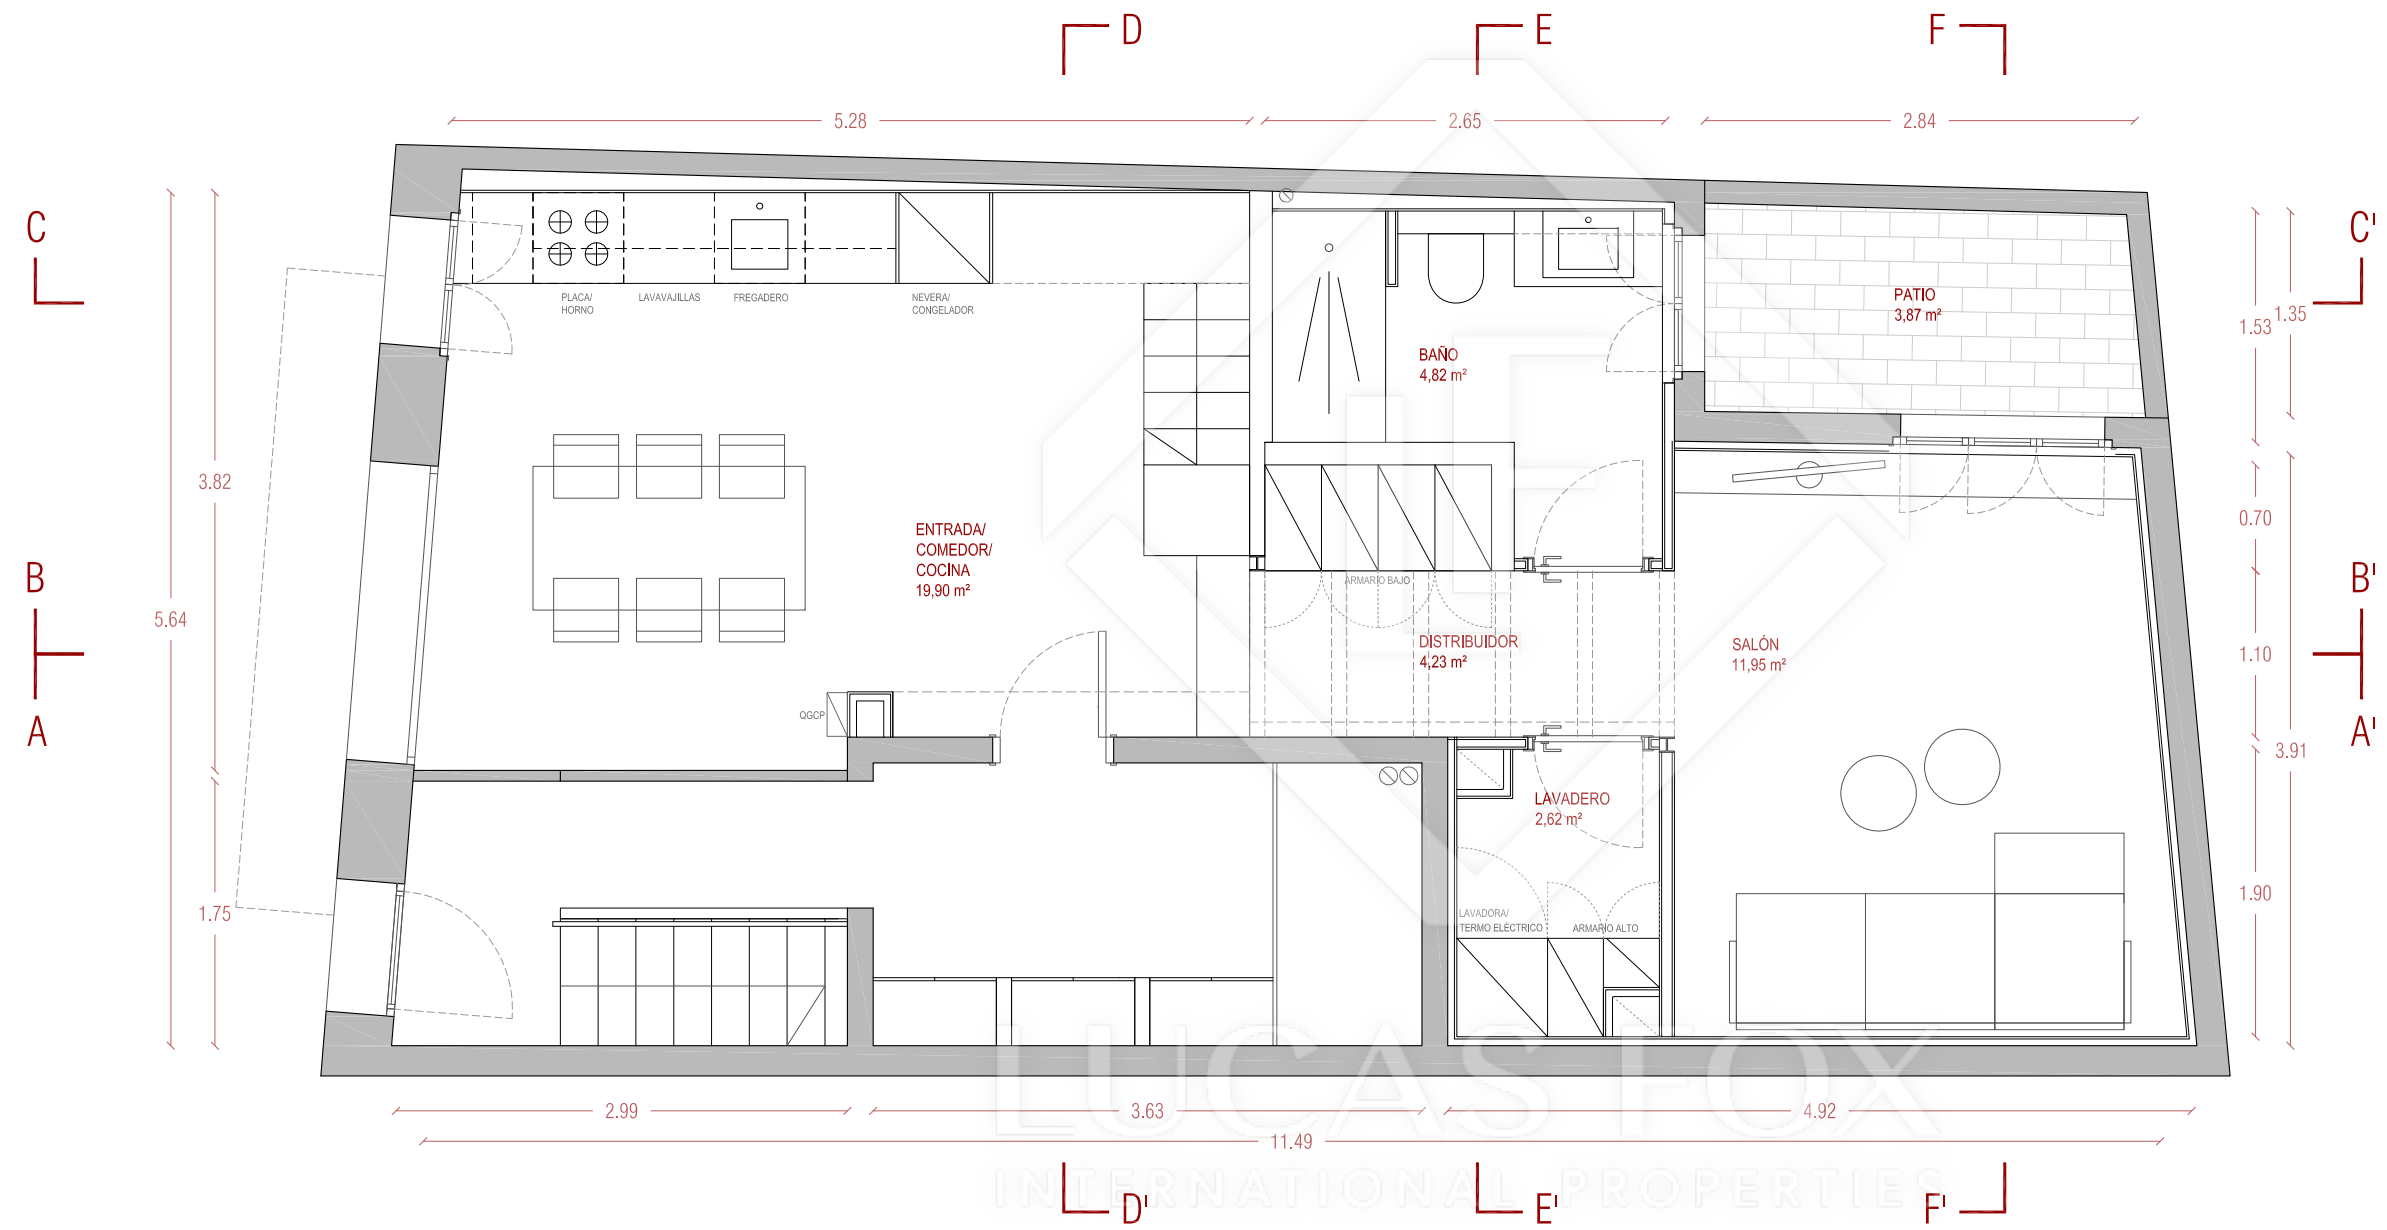 D
E
F
5.28
2.65
2.84
C
C'
PLACA/
HORNO
LAVAVAJILLAS
FREGADERO
NEVERA/
CONGELADOR
PATIO
3,87 m²
1.53
1.35
BAÑO
4,82 m²
3.82
0.70
ENTRADA/
COMEDOR/
COCINA
19,90 m²
B
B'
ARMARIO BAJO
5.64
DISTRIBUIDOR
4,23 m²
SALÓN
11,95 m²
1.10
QGCP
A
A'
3.91
LAVADERO
2,62 m²
1.75
1.90
LAVADORA/
TERMO ELÉCTRICO
ARMARIO ALTO
LUCAS FOX
2.99
3.63
4.92
11.49
INTERNATIONAL PROPERTIES
D'
E'
F'